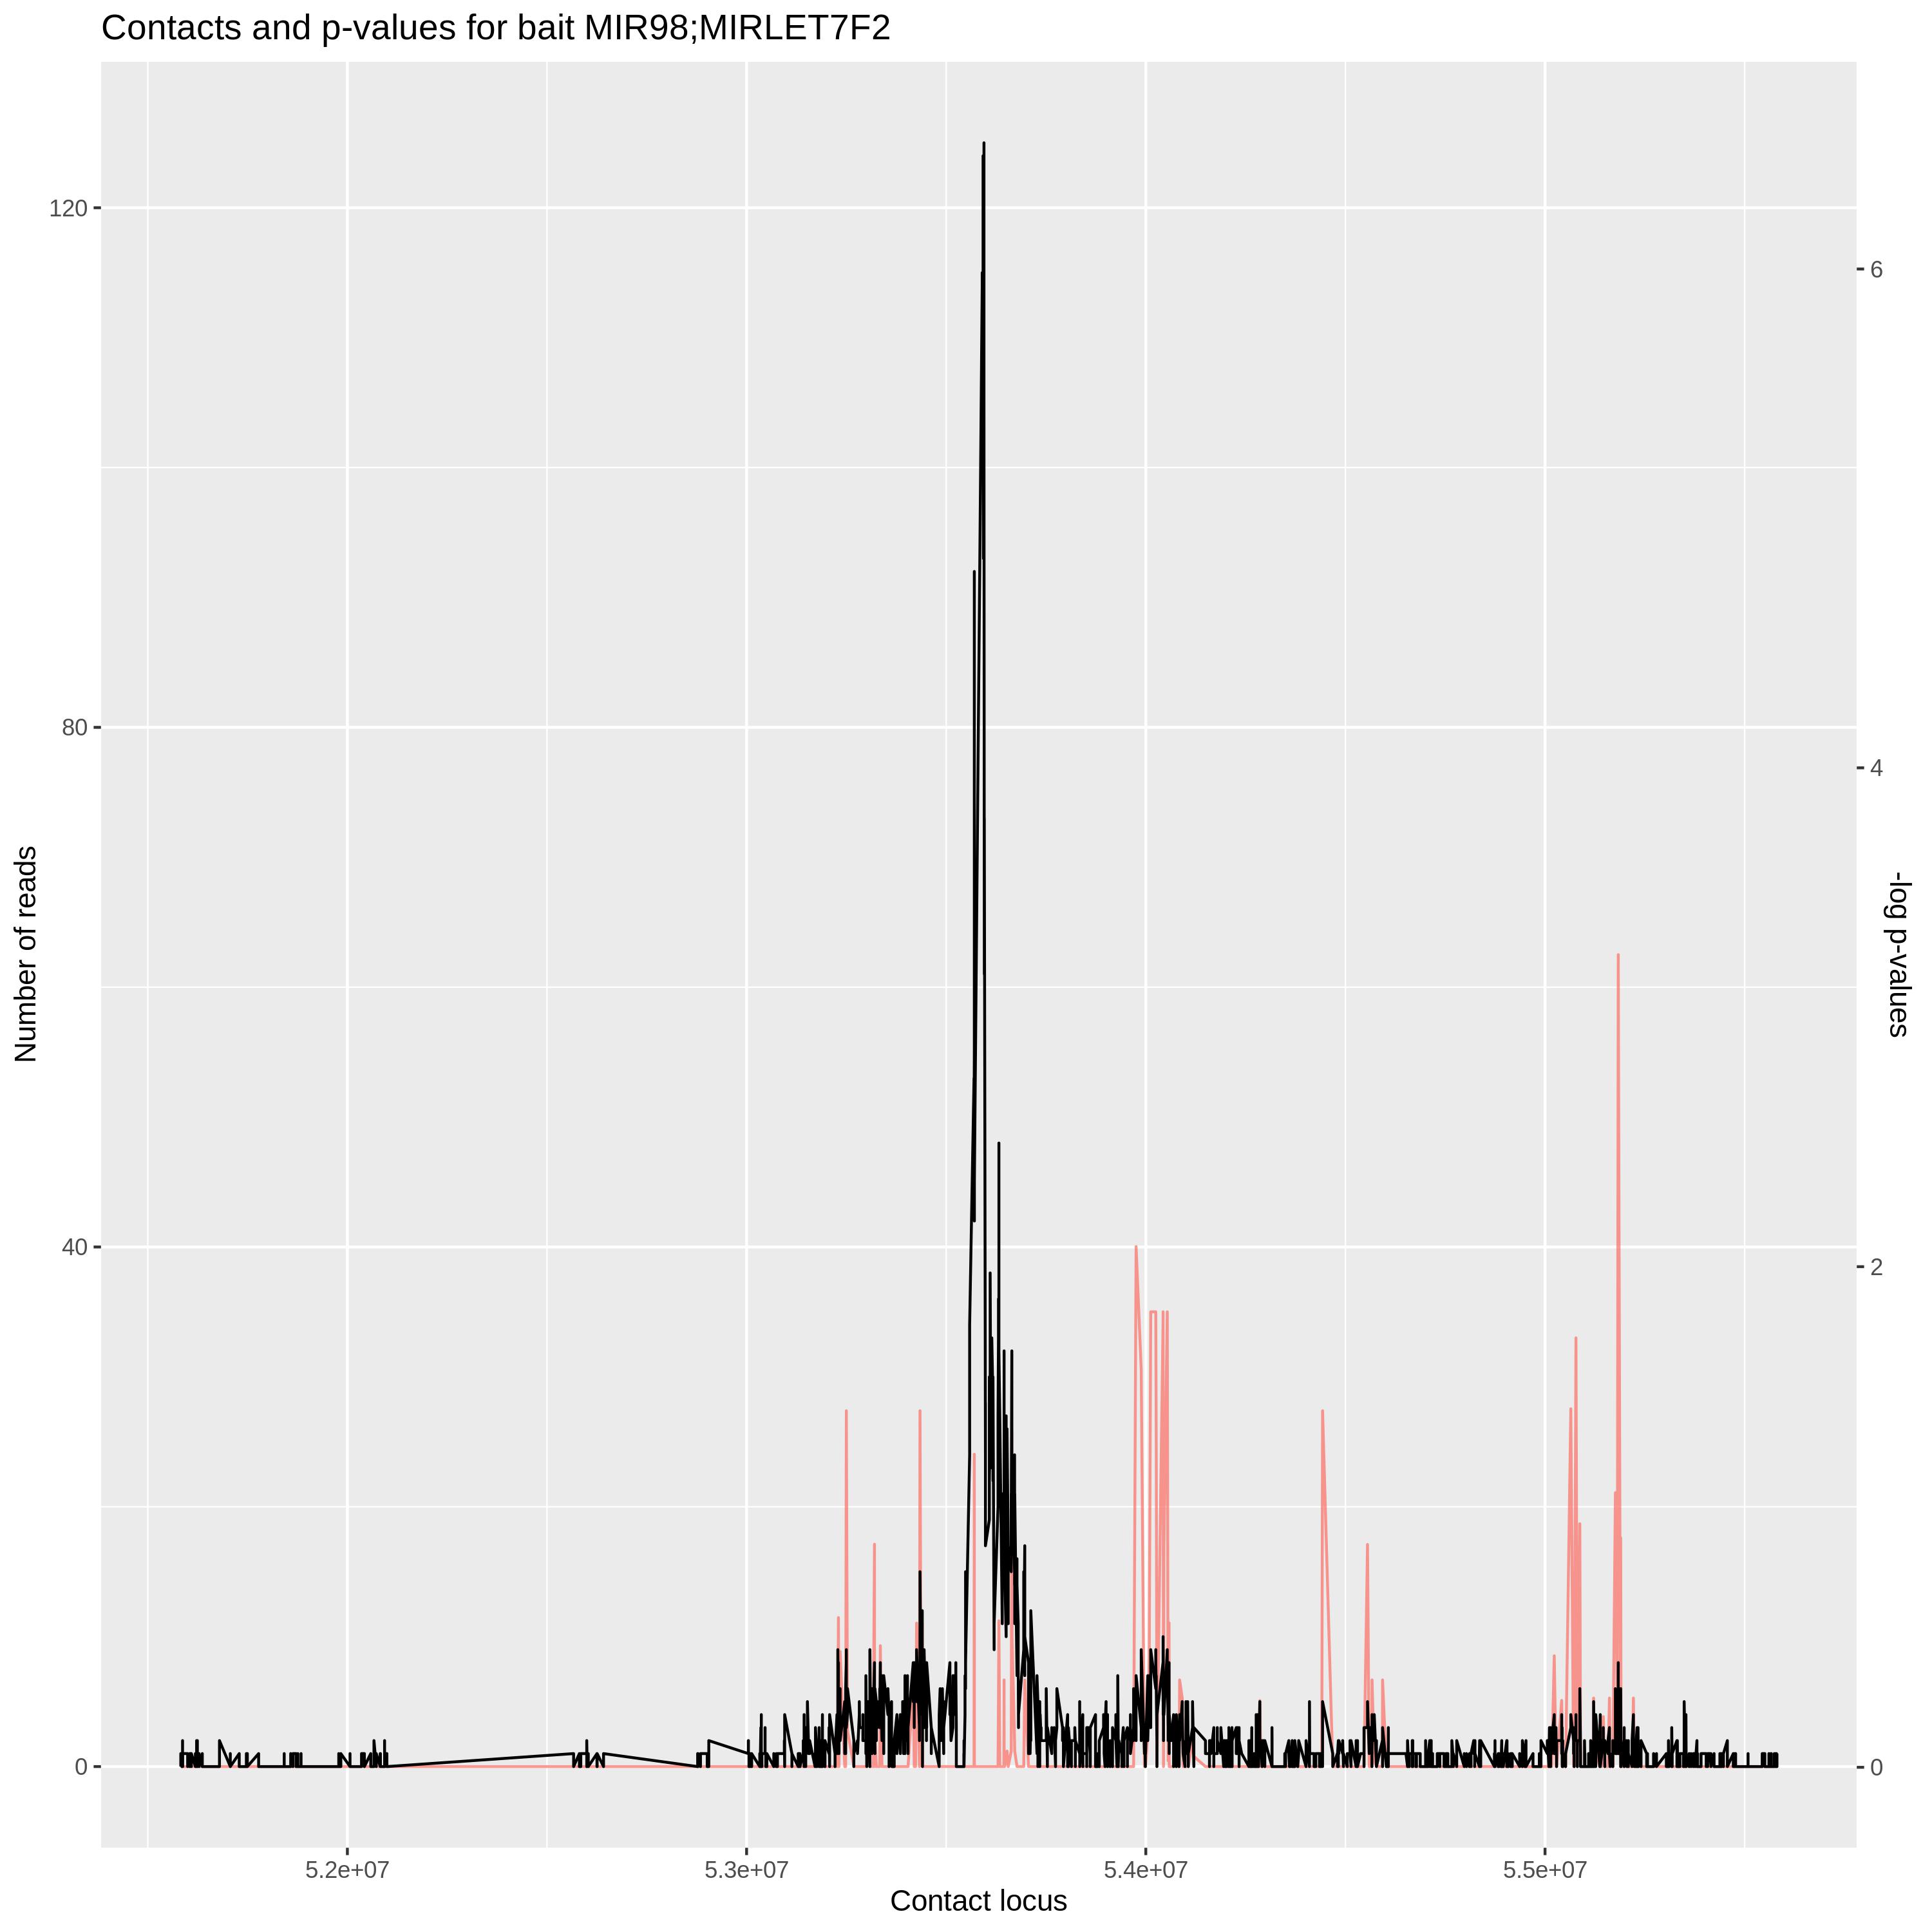 Contacts and p-values for bait MIR98;MIRLET7F2
120
80
40
0
Number of reads
6
4
2
0
-log p-values
5.2e+07
5.3e+07
5.4e+07
5.5e+07
Contact locus